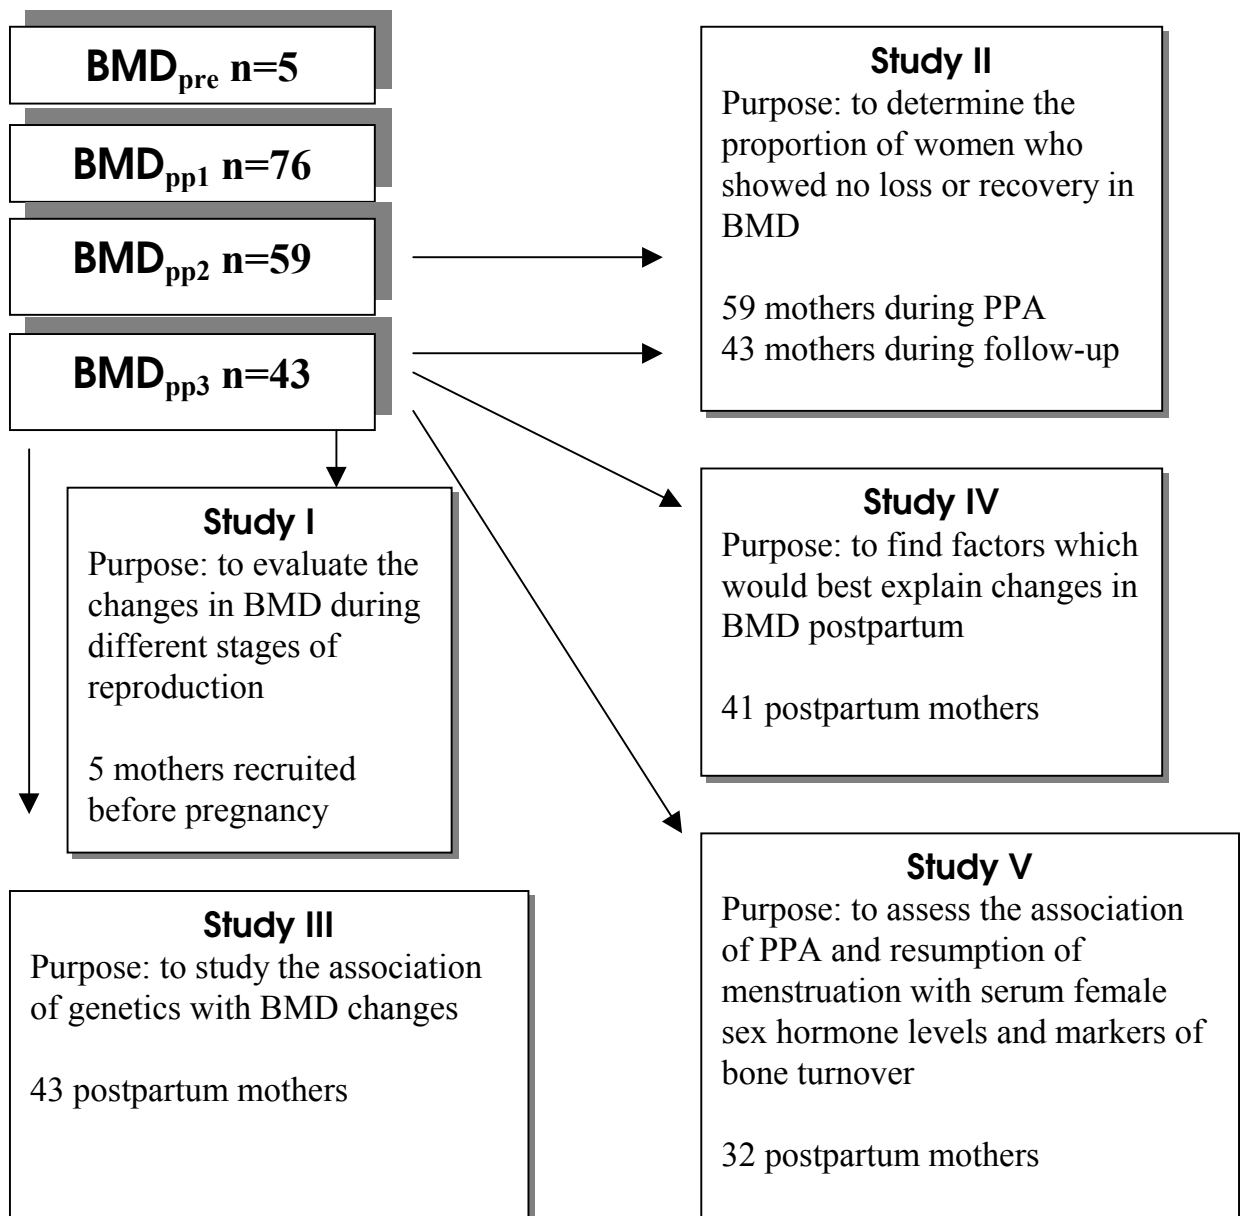 BMDpre n=5
BMDpp1 n=76
BMDpp2 n=59
BMDpp3 n=43
Study II
Purpose: to determine the
proportion of women who
showed no loss or recovery in
BMD
59 mothers during PPA
43 mothers during follow-up
Study I
Purpose: to evaluate the
changes in BMD during
different stages of
reproduction
5 mothers recruited
before pregnancy
Study IV
Purpose: to find factors which
would best explain changes in
BMD postpartum
41 postpartum mothers
Study III
Purpose: to study the association
of genetics with BMD changes
43 postpartum mothers
Study V
Purpose: to assess the association
of PPA and resumption of
menstruation with serum female
sex hormone levels and markers of
bone turnover
32 postpartum mothers